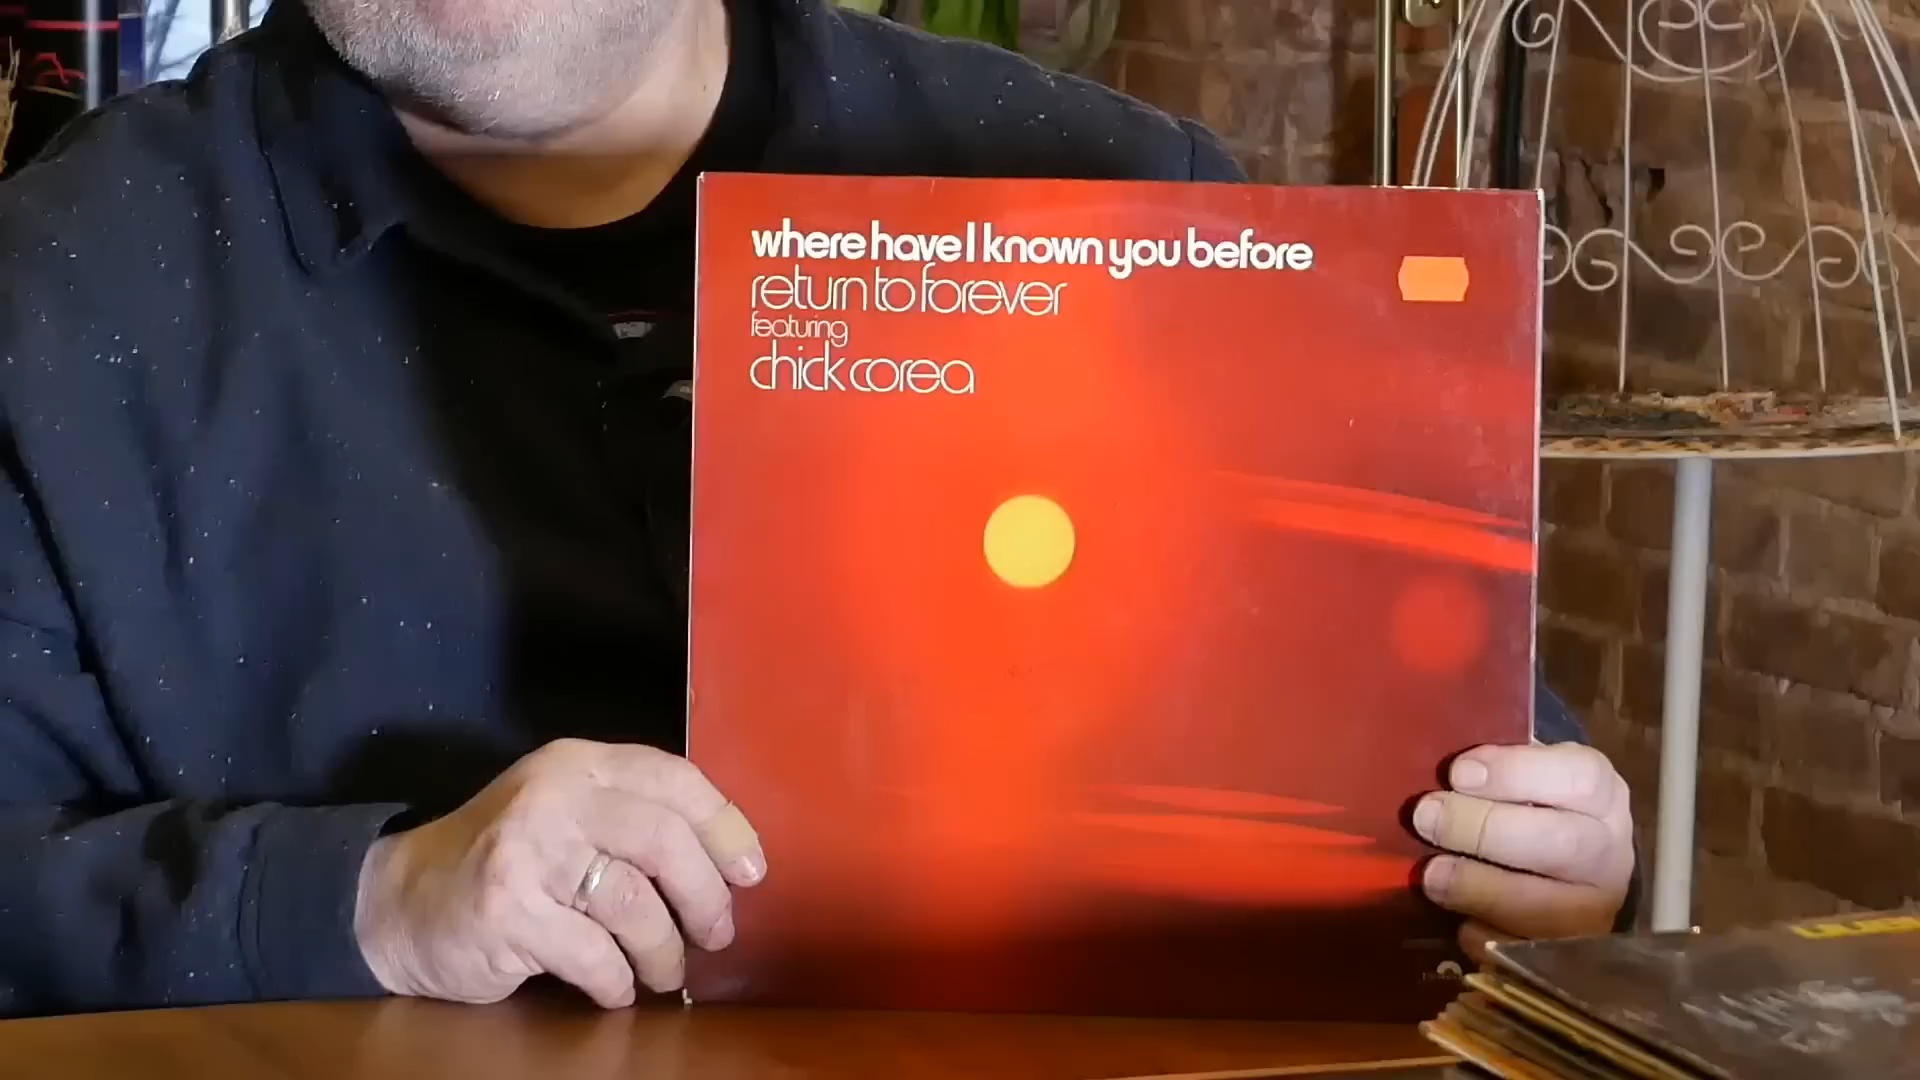 where have I known you before
return to forever
featuring
chick corea